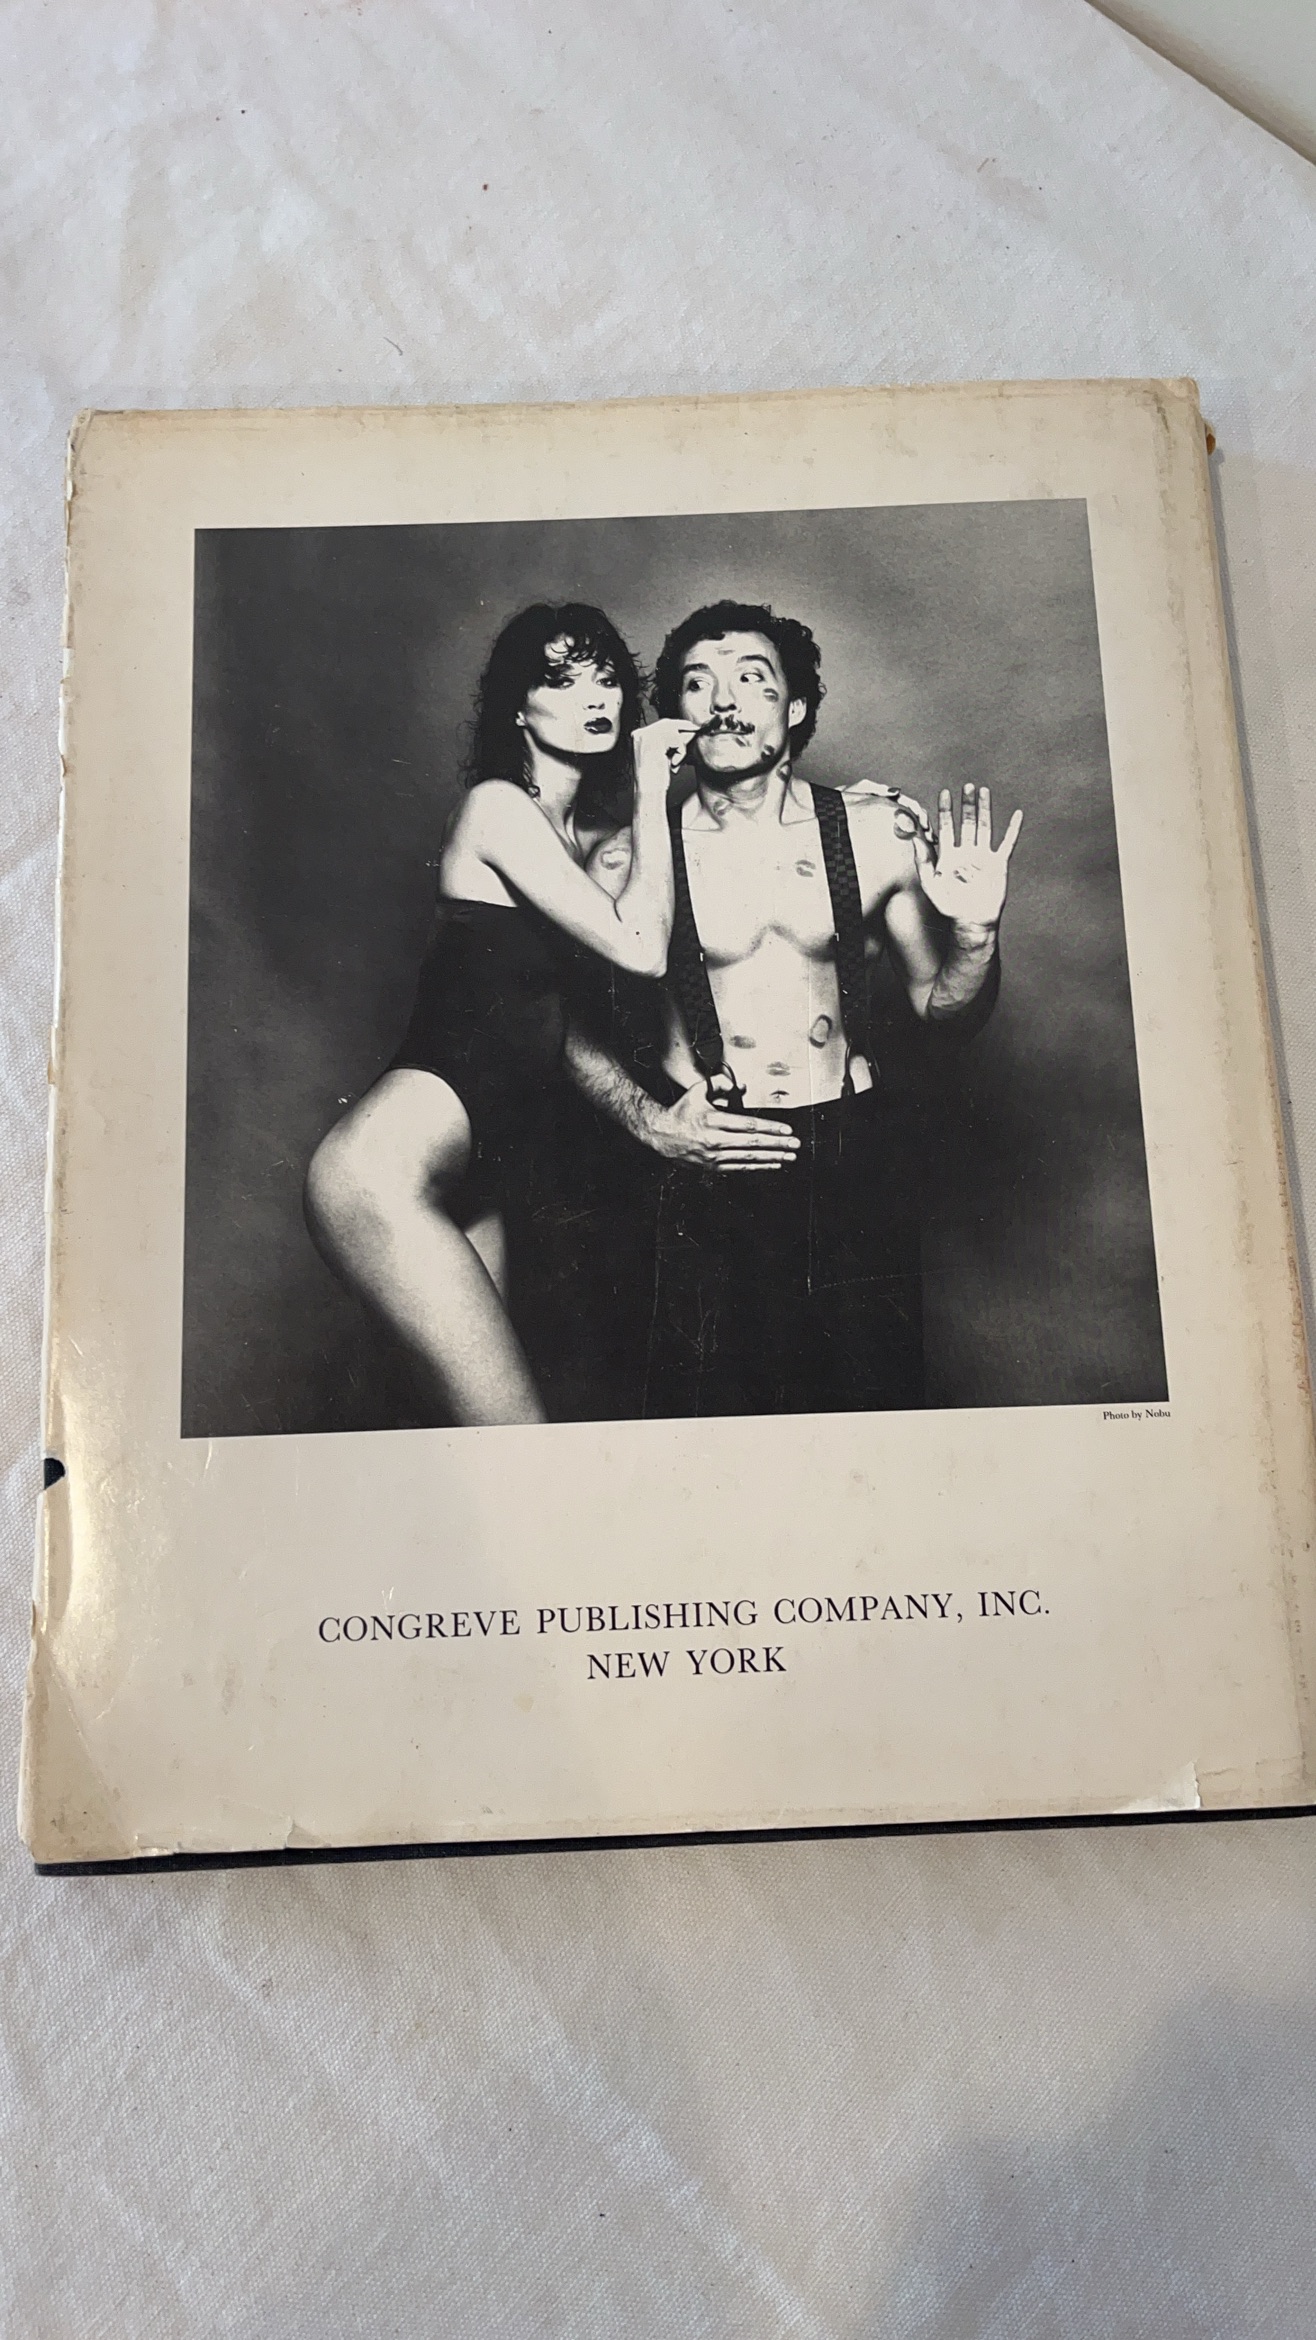 Photo by Nobu
CONGREVE PUBLISHING COMPANY, INC.
NEW YORK